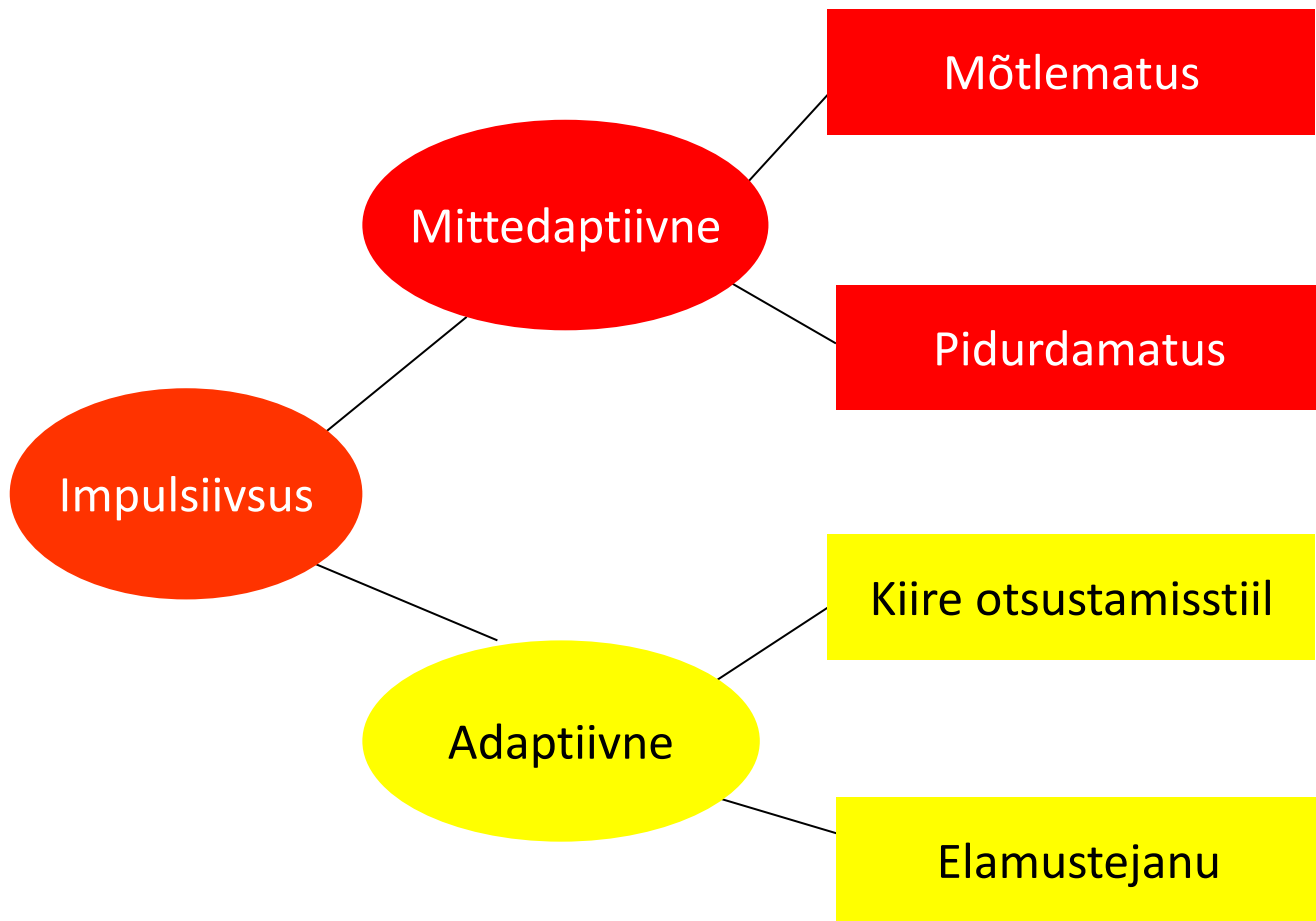 Mõtlematus
Mittedaptiivne
Pidurdamatus
Impulsiivsus
Kiire otsustamisstiil
Adaptiivne
Elamustejanu